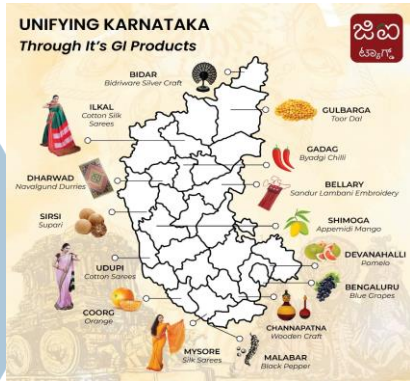 UNIFYING KARNATAKA
Through It's GI Products
ಜಿಐ
ಟ್ಯಾಗ್ಡ್
BIDAR
Bidriware Silver Craft
ILKAL
Cotton Silk
Sarees
GULBARGA
Toor Dal
GADAG
Byadgi Chilli
DHARWAD
Navalgund Durries
BELLARY
Sandur Lambani Embroidery
SIRSI
Supari
SHIMOGA
Appemidi Mango
DEVANAHALLI
Pomelo
UDUPI
Cotton Sarees
BENGALURU
Blue Grapes
COORG
Orange
CHANNAPATNA
Wooden Craft
MYSORE
Silk Sarees
MALABAR
Black Pepper